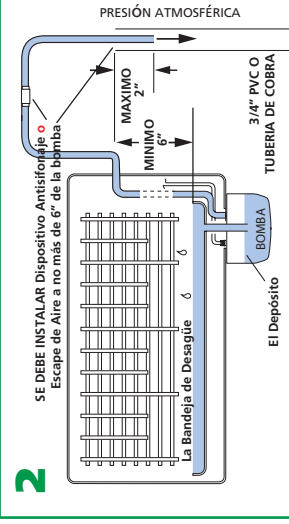 2
PRESIÓN ATMOSFÉRICA
SE DEBE INSTALAR Dispositivo Antisifonaje o
Escape de Aire a no más de 6” de la bomba
MAXIMO
2”
MINIMO
6”
3/4” PVC O
TUBERIA DE COBRA
La Bandeja de Desagüe
BOMBA
El Depósito